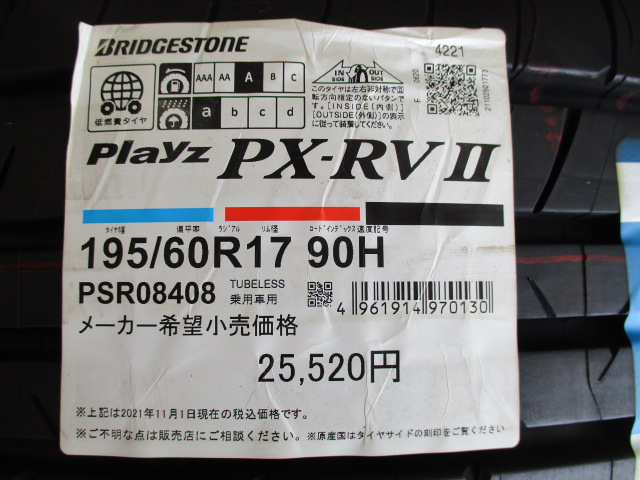 BRIDGESTONE
低燃費タイヤ
AAA AA A B C
a b c d
IN SIDE OUT SIDE
このタイヤは左右非対称で回
転方向指定のないパタンで
す。[INSIDE(内側)]
[OUTSIDE(外側)]の表示
に従って装着してください。
4221
21102501773
Playz PX-RVⅡ
タイヤ幅 偏平率 ラジアル リム径 ロードインデックス 速度記号
195/60R17 90H
PSR08408 TUBELESS
乗用車用
4 961914 970130
メーカー希望小売価格
25,520円
※上記は2021年11月1日現在の税込価格です。
※ご不明な点は販売店にご相談ください。 ※原産国はタイヤサイドの刻印をご覧ください